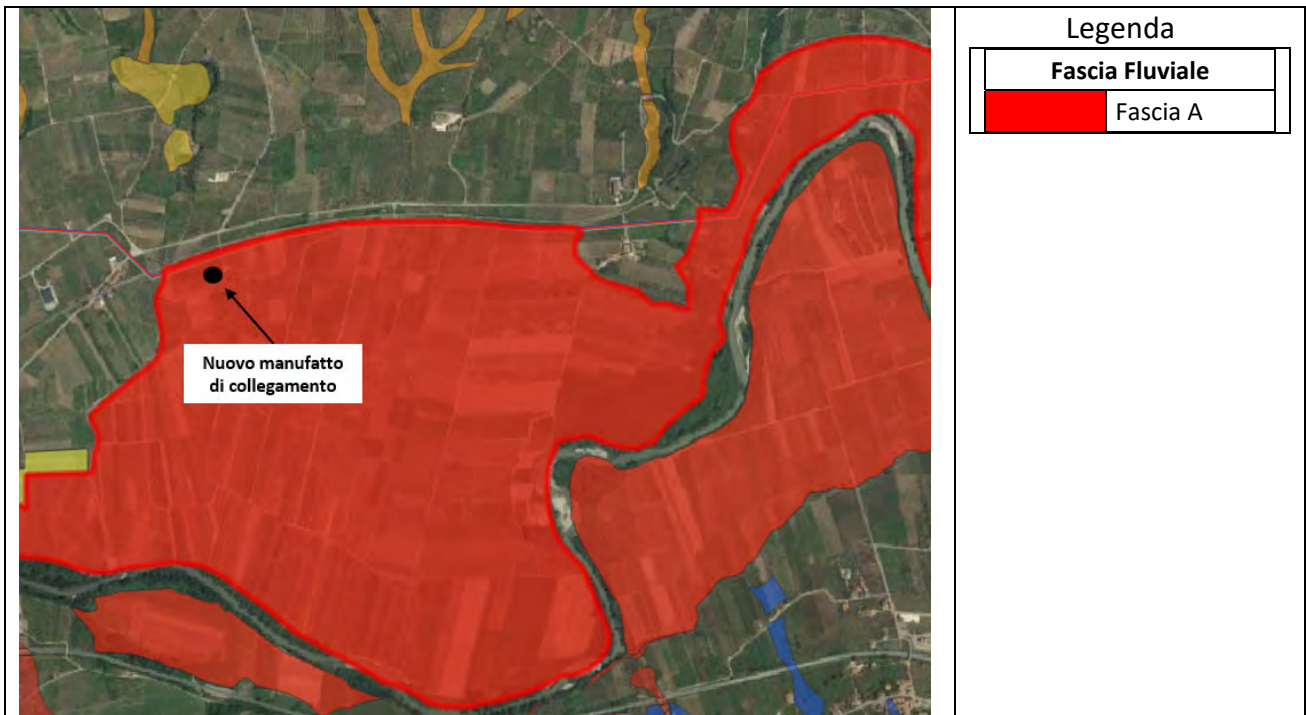 Legenda
Fascia Fluviale
Fascia A
Nuovo manufatto
di collegamento